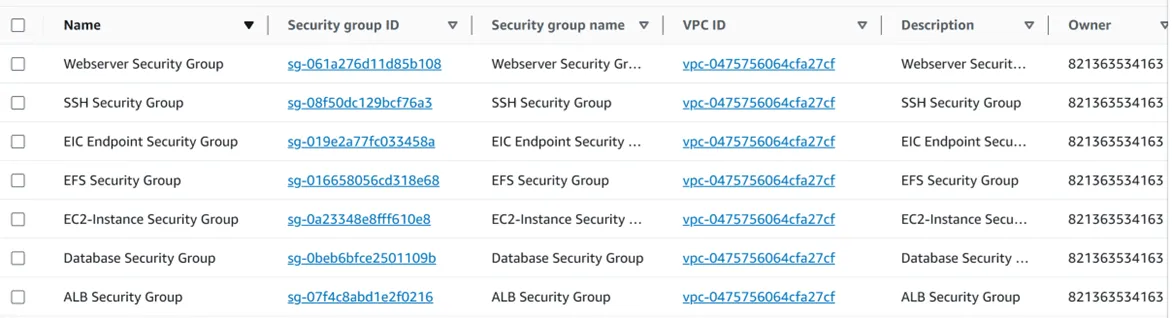 Name Security group ID Security group name VPC ID Description Owner
Webserver Security Group sg-061a276d11d85b108 Webserver Security Gr… vpc-0475756064cfa27cf Webserver Securit… 821363534163
SSH Security Group sg-08f50dc129bcf76a3 SSH Security Group vpc-0475756064cfa27cf SSH Security Group 821363534163
EIC Endpoint Security Group sg-019e2a77fc033458a EIC Endpoint Security … vpc-0475756064cfa27cf EIC Endpoint Secu… 821363534163
EFS Security Group sg-016658056cd318e68 EFS Security Group vpc-0475756064cfa27cf EFS Security Group 821363534163
EC2-Instance Security Group sg-0a23348e8fff610e8 EC2-Instance Security … vpc-0475756064cfa27cf EC2-Instance Secu… 821363534163
Database Security Group sg-0beb6bfce2501109b Database Security Group vpc-0475756064cfa27cf Database Security … 821363534163
ALB Security Group sg-07f4c8abd1e2f0216 ALB Security Group vpc-0475756064cfa27cf ALB Security Group 821363534163